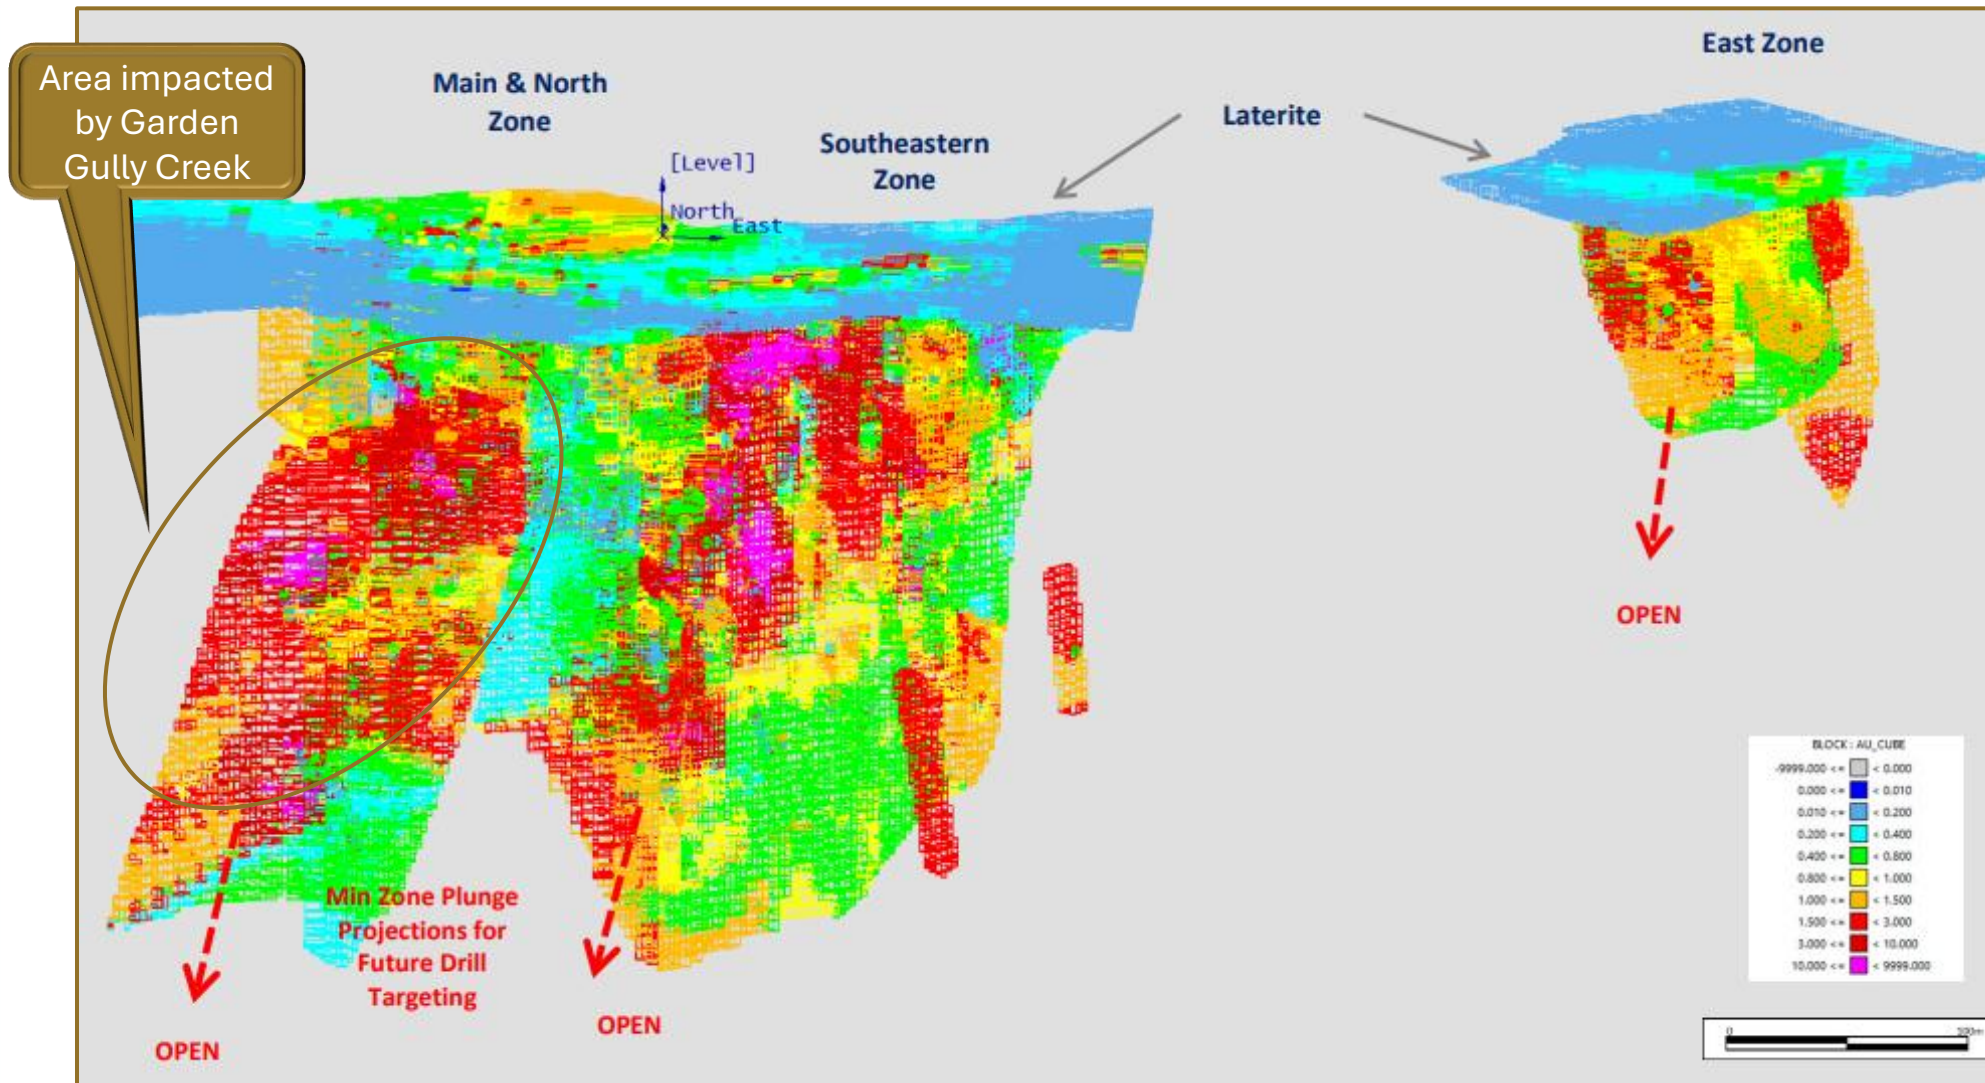 Area impacted
by Garden
Gully Creek
Main & North
Zone
[Level]
North
East
Southeastern
Zone
Laterite
East Zone
OPEN
Min Zone Plunge
Projections for
Future Drill
Targeting
OPEN
OPEN
BLOCK : AU_CUBE
-9999.000 <= < 0.000
0.000 <= < 0.010
0.010 <= < 0.200
0.200 <= < 0.400
0.400 <= < 0.800
0.800 <= < 1.000
1.000 <= < 1.500
1.500 <= < 3.000
3.000 <= < 10.000
10.000 <= < 9999.000
0